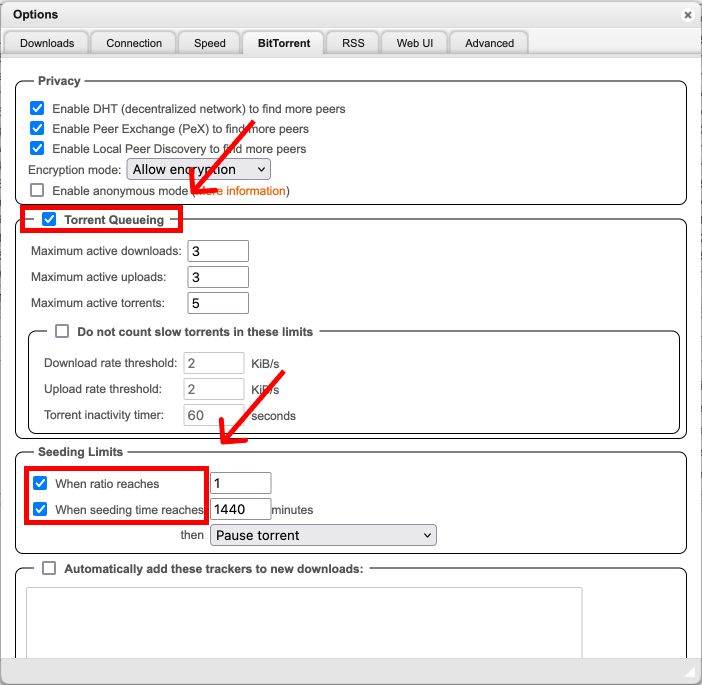 Options
Downloads Connection Speed BitTorrent RSS Web UI Advanced
Privacy
Enable DHT (decentralized network) to find more peers
Enable Peer Exchange (PeX) to find more peers
Enable Local Peer Discovery to find more peers
Encryption mode: Allow encryption
Enable anonymous mode (More information)
Torrent Queueing
Maximum active downloads: 3
Maximum active uploads: 3
Maximum active torrents: 5
Do not count slow torrents in these limits
Download rate threshold: 2 KiB/s
Upload rate threshold: 2 KiB/s
Torrent inactivity timer: 60 seconds
Seeding Limits
When ratio reaches 1
When seeding time reaches 1440 minutes
then Pause torrent
Automatically add these trackers to new downloads: